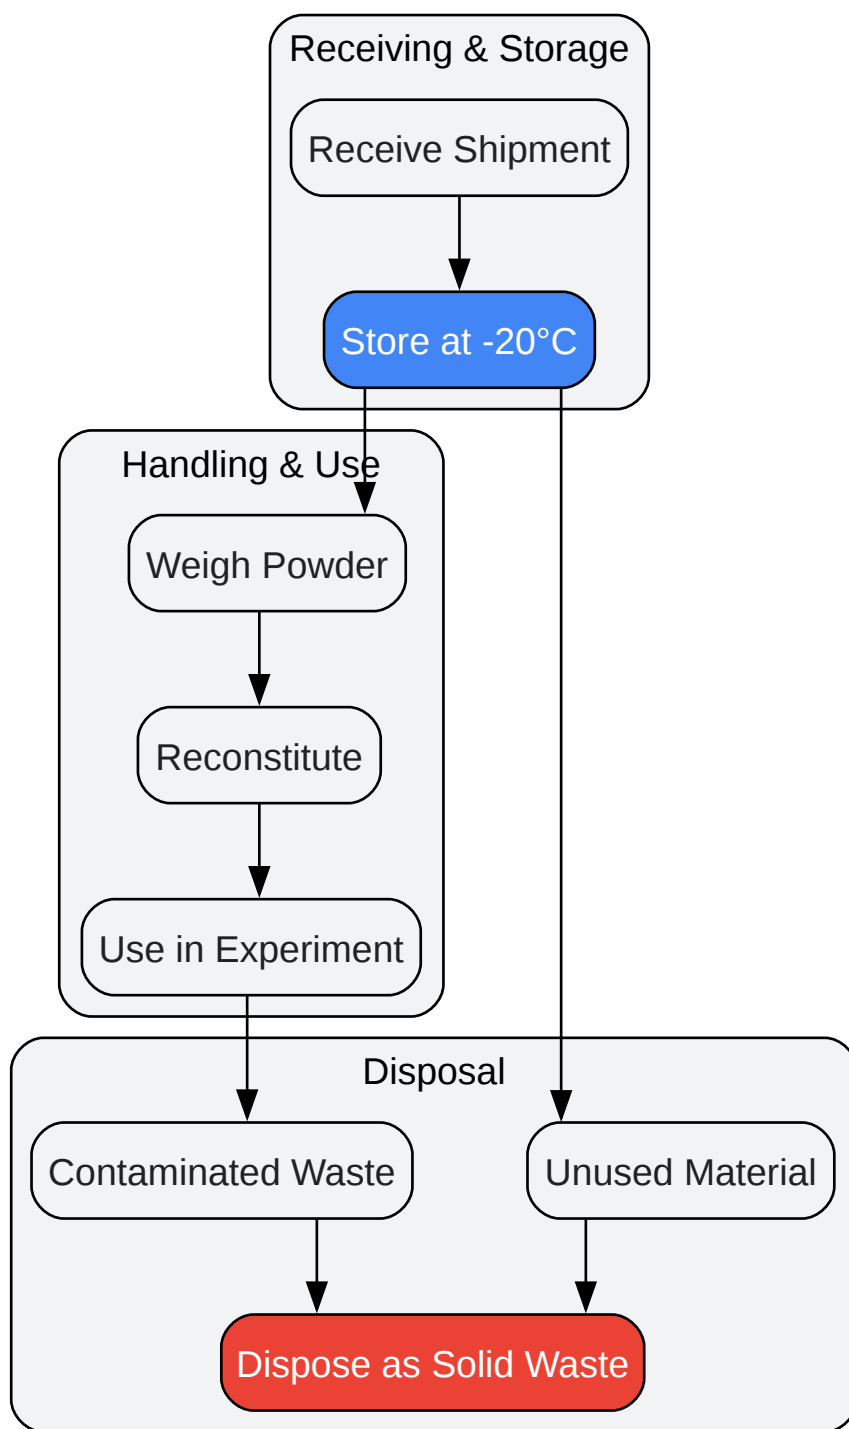 Receiving & Storage
Receive Shipment
Store at -20°C
Handling & Use
Weigh Powder
Reconstitute
Use in Experiment
Disposal
Contaminated Waste
Unused Material
Dispose as Solid Waste